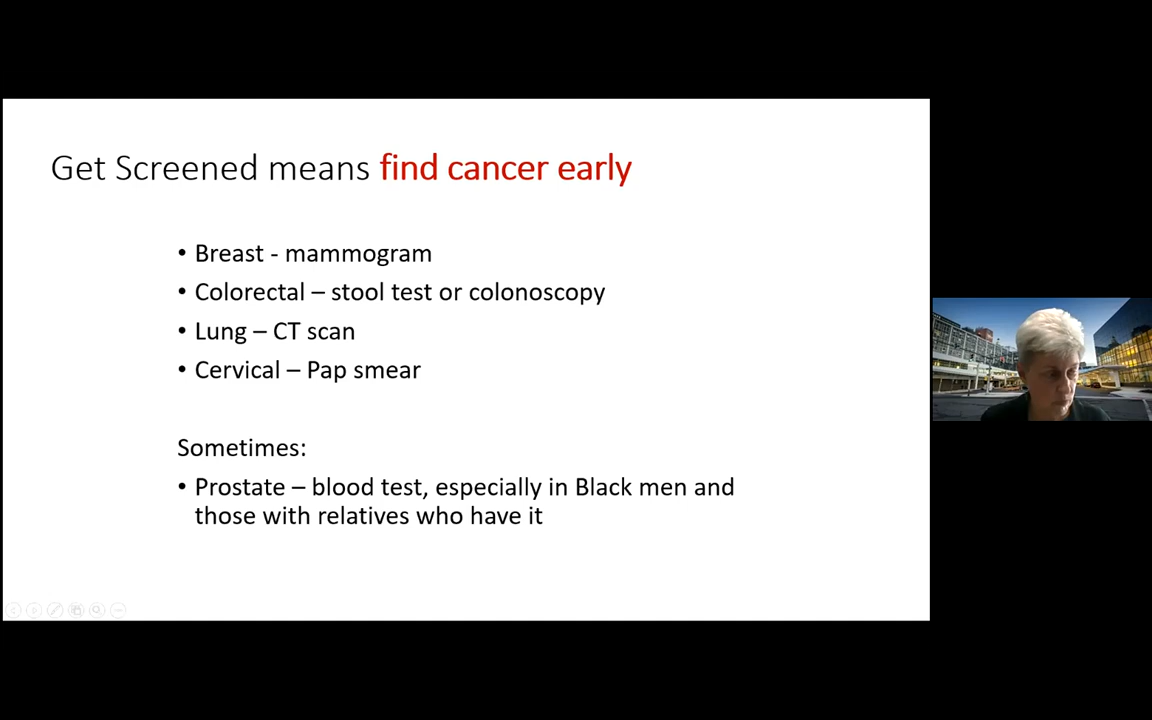 Get Screened means find cancer early
• Breast - mammogram
• Colorectal – stool test or colonoscopy
• Lung – CT scan
• Cervical – Pap smear
Sometimes:
• Prostate – blood test, especially in Black men and
those with relatives who have it